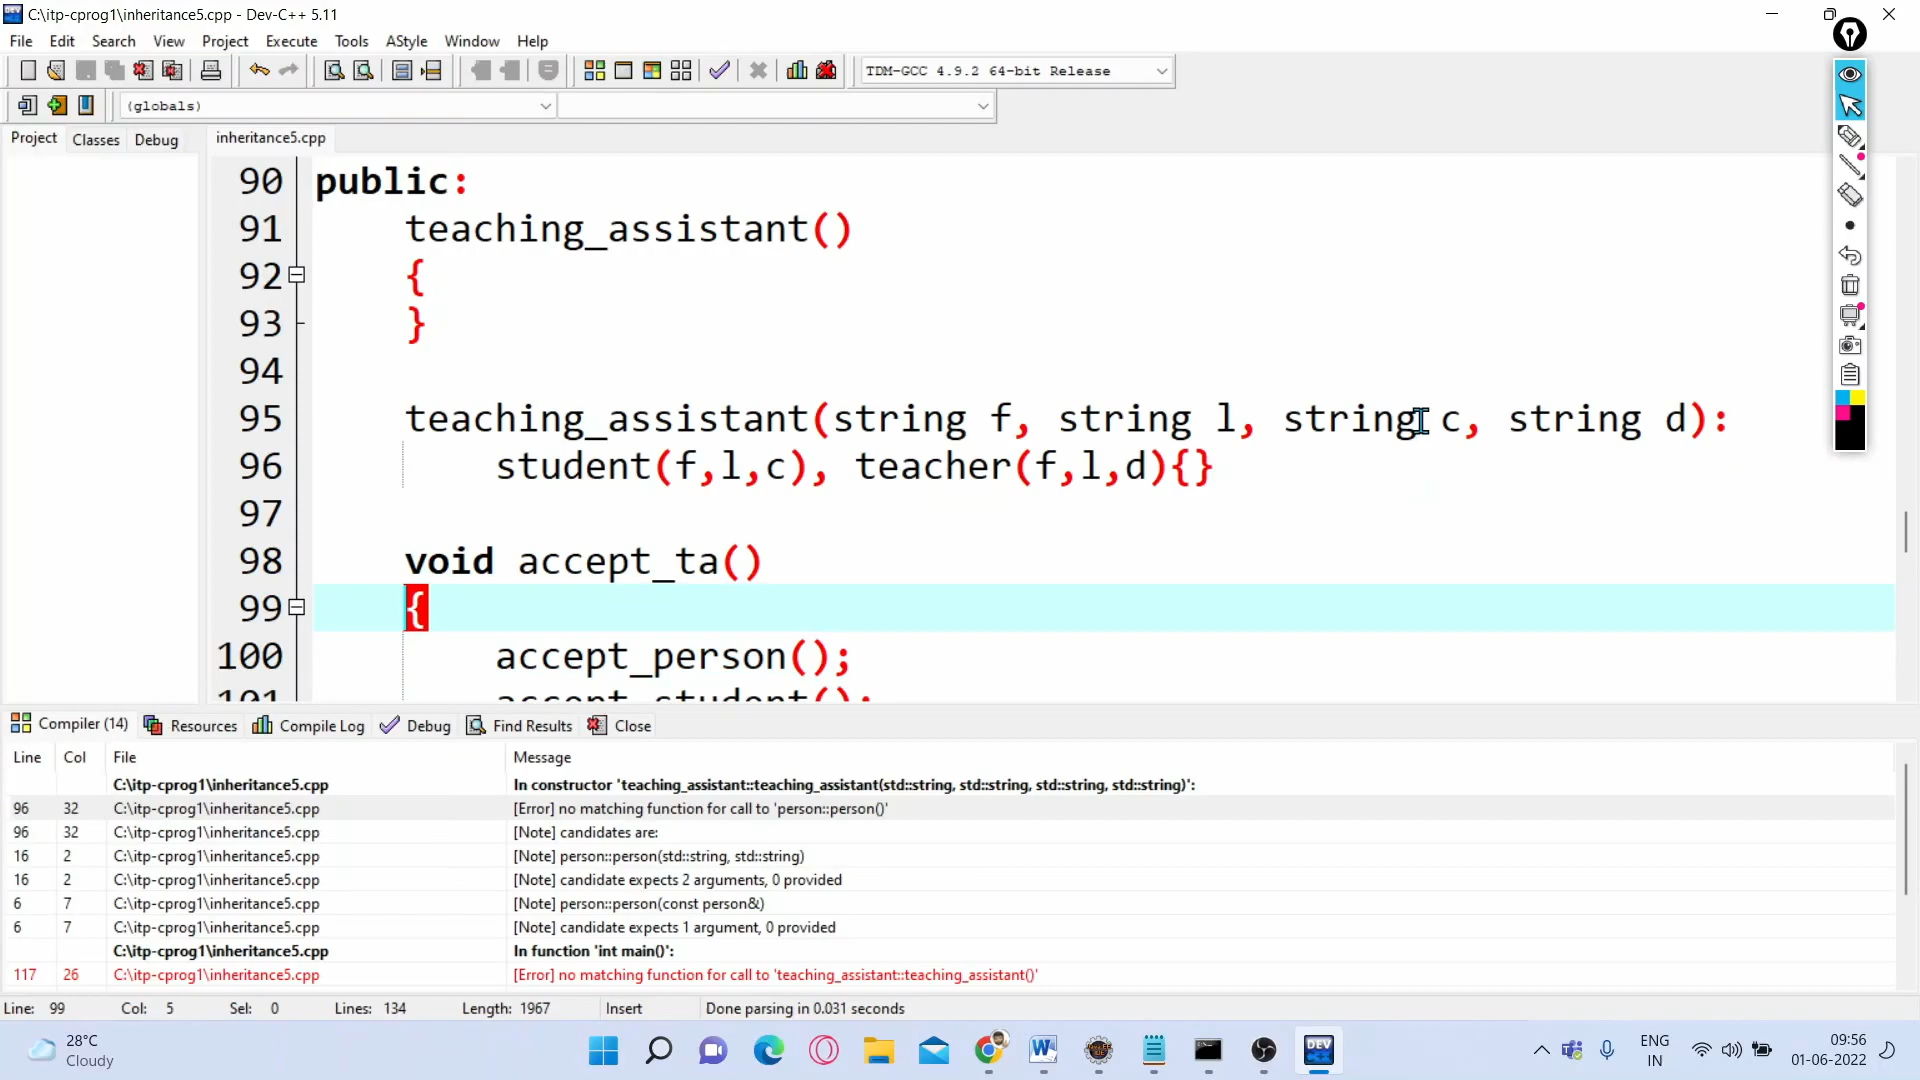 C:\itp-cprog1\inheritance5.cpp - Dev-C++ 5.11
File Edit Search View Project Execute Tools AStyle Window Help
TDM-GCC 4.9.2 64-bit Release
(globals)
Project Classes Debug inheritance5.cpp
90 public:
91 teaching_assistant()
92 {
93 }
94
95 teaching_assistant(string f, string l, string c, string d):
96 student(f,l,c), teacher(f,l,d){}
97
98 void accept_ta()
99 {
100 accept_person();
101 accept_student();
Compiler (14) Resources Compile Log Debug Find Results Close
Line Col File Message
C:\itp-cprog1\inheritance5.cpp In constructor 'teaching_assistant::teaching_assistant(std::string, std::string, std::string, std::string)':
96 32 C:\itp-cprog1\inheritance5.cpp [Error] no matching function for call to 'person::person()'
96 32 C:\itp-cprog1\inheritance5.cpp [Note] candidates are:
16 2 C:\itp-cprog1\inheritance5.cpp [Note] person::person(std::string, std::string)
16 2 C:\itp-cprog1\inheritance5.cpp [Note] candidate expects 2 arguments, 0 provided
6 7 C:\itp-cprog1\inheritance5.cpp [Note] person::person(const person&)
6 7 C:\itp-cprog1\inheritance5.cpp [Note] candidate expects 1 argument, 0 provided
C:\itp-cprog1\inheritance5.cpp In function 'int main()':
117 26 C:\itp-cprog1\inheritance5.cpp [Error] no matching function for call to 'teaching_assistant::teaching_assistant()'
Line: 99 Col: 5 Sel: 0 Lines: 134 Length: 1967 Insert Done parsing in 0.031 seconds
28°C
Cloudy
DEV
ENG
IN
09:56
01-06-2022